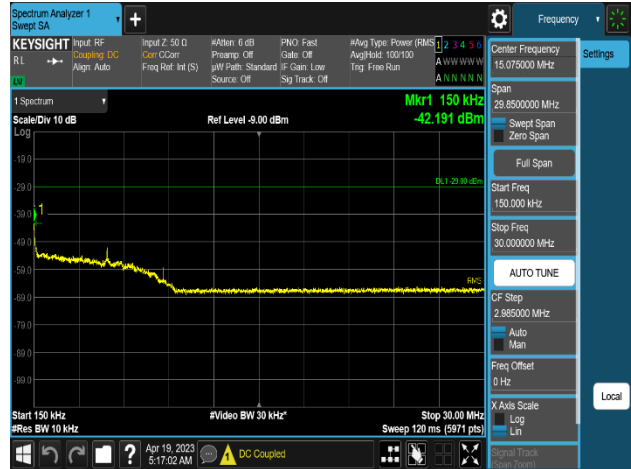 Spectrum Analyzer 1
Swept SA
Frequency
KEYSIGHT
Input: RF
Input Z: 50 Ω
#Atten: 6 dB
PNO: Fast
#Avg Type: Power (RMS
1 2 3 4 5 6
RL
Coupling: DC
Corr CCorr
Preamp: Off
Gate: Off
Avg|Hold: 100/100
A W W W W W
Align: Auto
Freq Ref: Int (S)
µW Path: Standard
IF Gain: Low
Trig: Free Run
Source: Off
Sig Track: Off
A N N N N N
LXI
1 Spectrum
Mkr1 150 kHz
Scale/Div 10 dB
Ref Level -9.00 dBm
-42.191 dBm
Log
-19.0
-29.0
DL1 -29.00 dBm
-39.0
1
-49.0
-59.0
RMS
-69.0
-79.0
-89.0
-99.0
Start 150 kHz
#Video BW 30 kHz*
Stop 30.00 MHz
#Res BW 10 kHz
Sweep 120 ms (5971 pts)
?
Apr 19, 2023
5:17:02 AM
DC Coupled
Center Frequency
15.075000 MHz
Settings
Span
29.8500000 MHz
Swept Span
Zero Span
Full Span
Start Freq
150.000 kHz
Stop Freq
30.000000 MHz
AUTO TUNE
CF Step
2.985000 MHz
Auto
Man
Freq Offset
0 Hz
Local
X Axis Scale
Log
Lin
Signal Track
(Span Zoom)